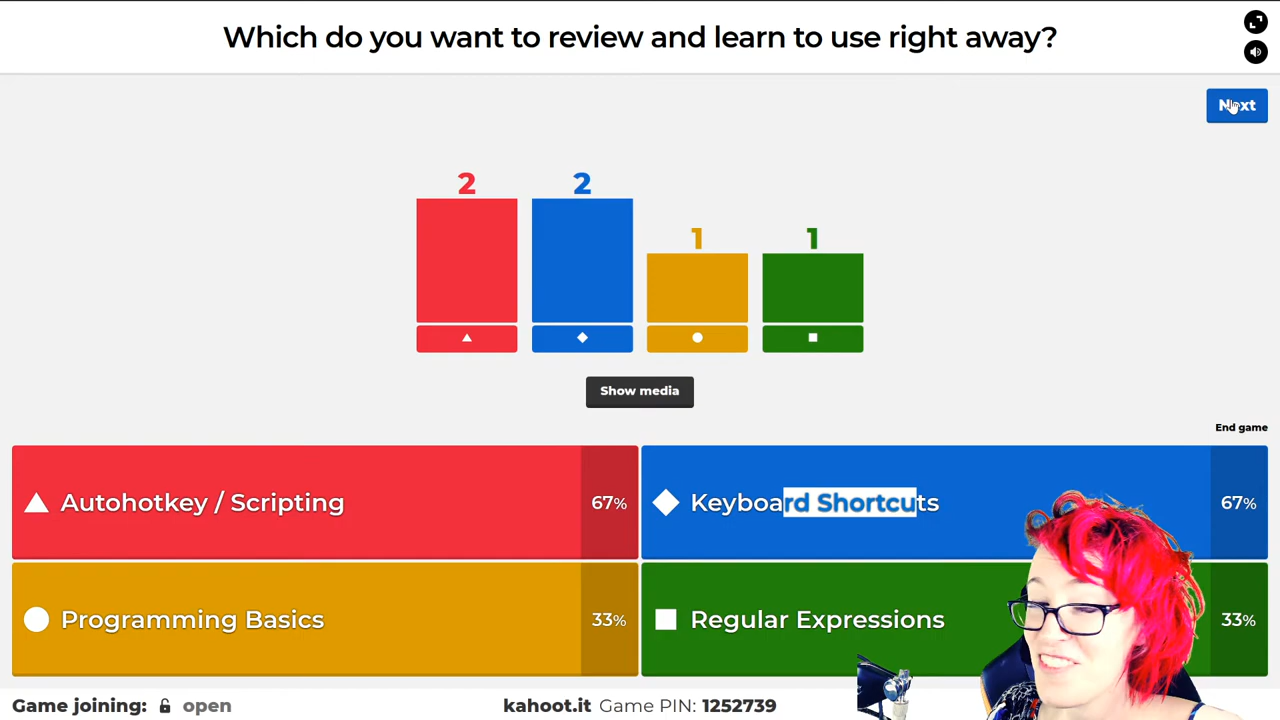 Which do you want to review and learn to use right away?
Next
2
2
1
1
Show media
End game
Autohotkey / Scripting
67%
Keyboard Shortcuts
67%
Programming Basics
33%
Regular Expressions
33%
Game joining: open
kahoot.it Game PIN: 1252739